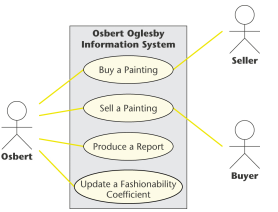 Osbert Oglesby
Information System
Seller
Buy a Painting
Sell a Painting
Osbert
Produce a Report
Buyer
Update a Fashionability
Coefficient